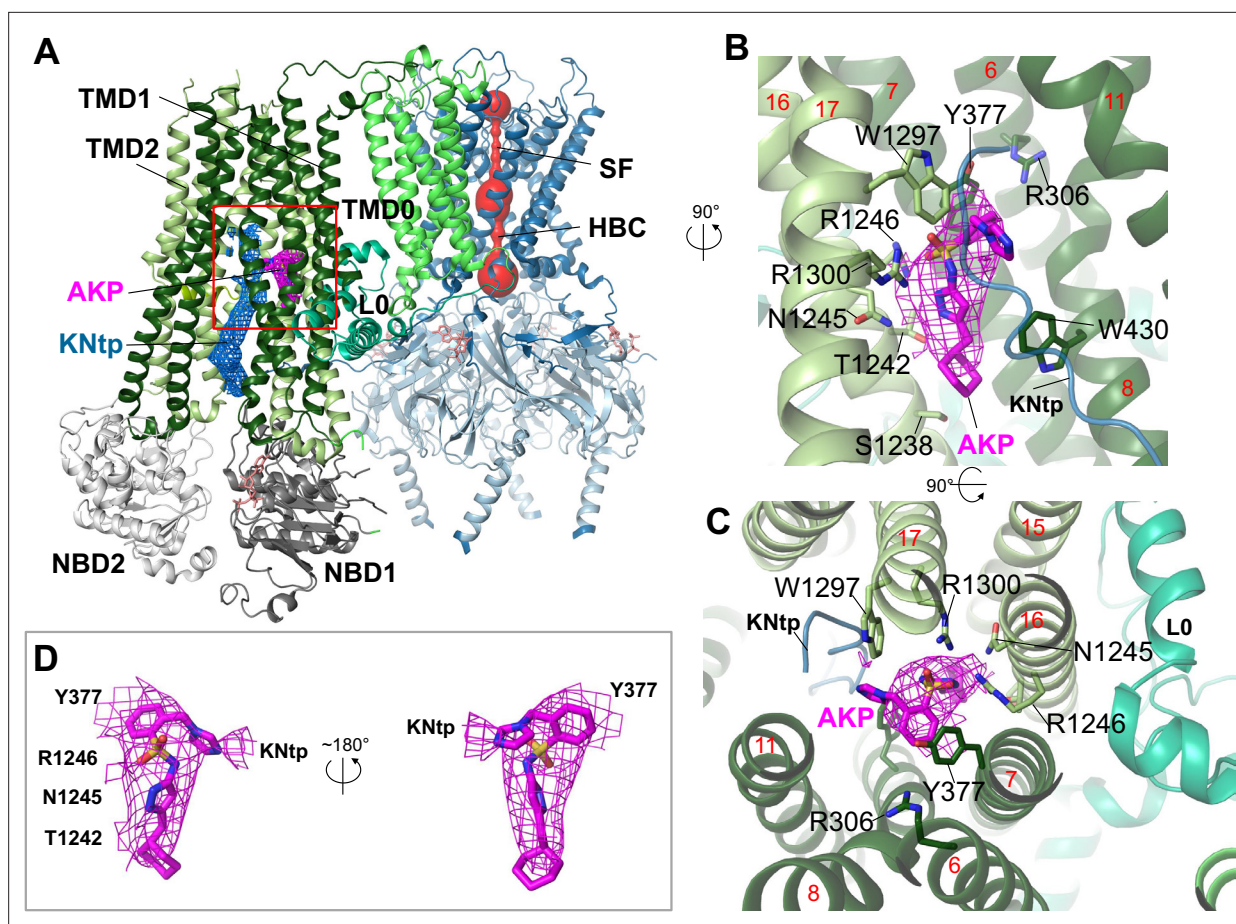 A
TMD1
TMD2
SF
TMD0
HBC
AKP
L0
KNtp
NBD2
NBD1
90°
B
6
7
16
17
11
Y377
W1297
R306
R1246
R1300
N1245
W430
T1242
8
KNtp
S1238
AKP
90°
C
17
15
W1297
R1300
KNtp
16
L0
N1245
AKP
R1246
11
7
Y377
R306
6
8
D
Y377
Y377
KNtp
R1246
KNtp
~180°
N1245
T1242